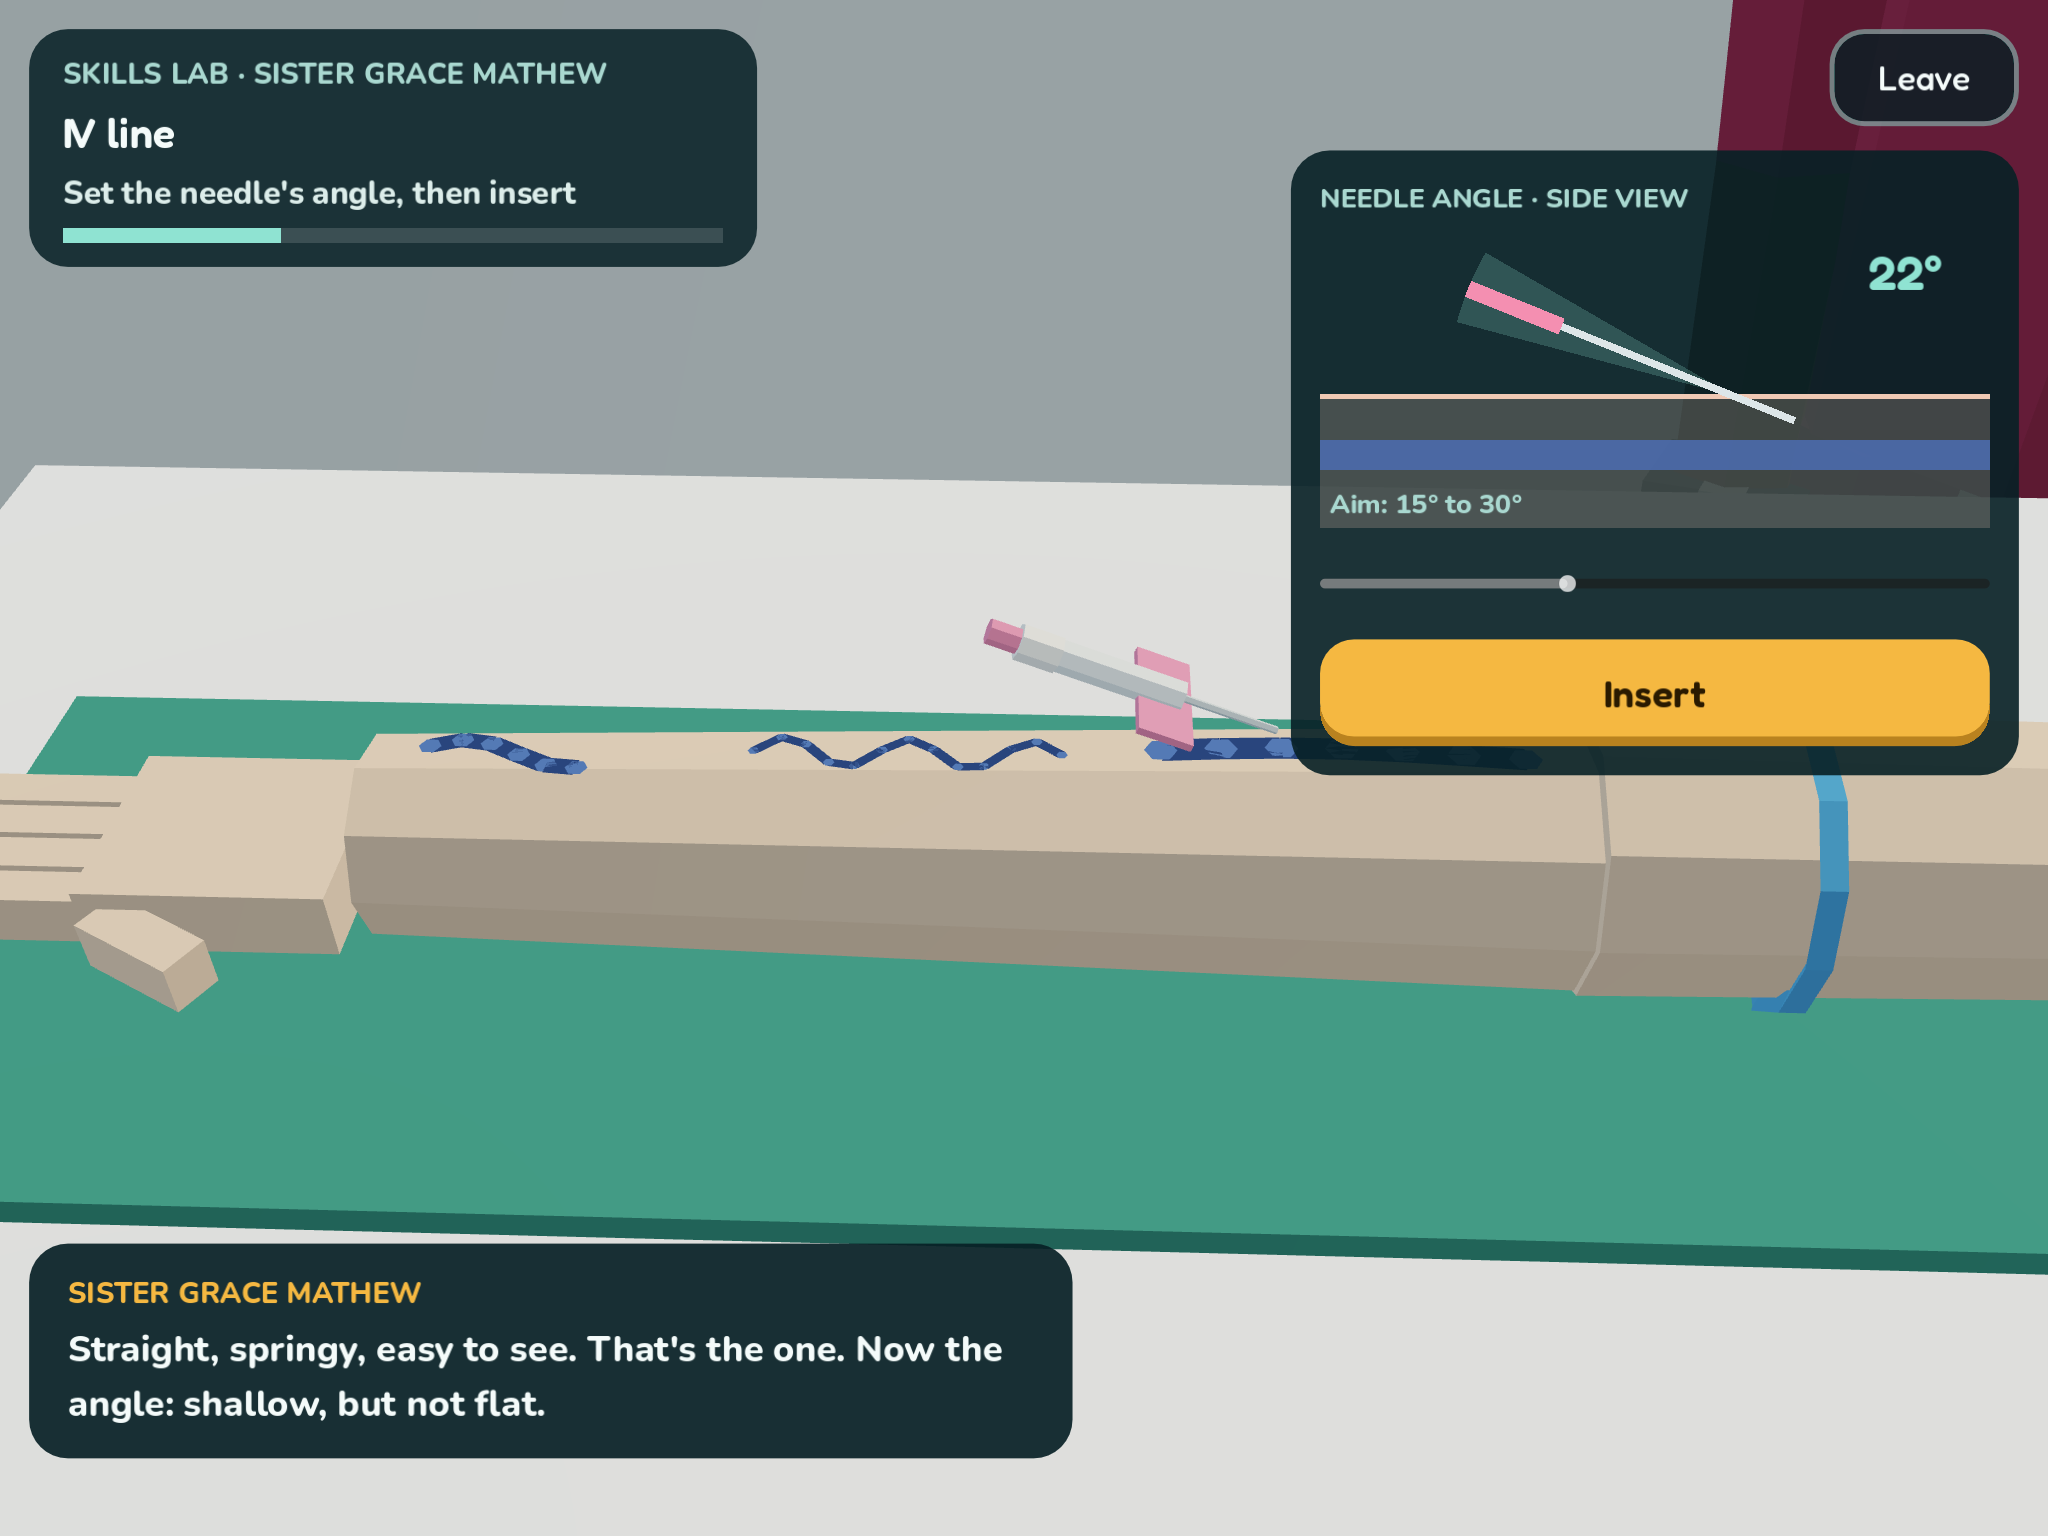 SKILLS LAB · SISTER GRACE MATHEW
IV line
Set the needle's angle, then insert
Leave
NEEDLE ANGLE · SIDE VIEW
22°
Aim: 15° to 30°
Insert
SISTER GRACE MATHEW
Straight, springy, easy to see. That's the one. Now the
angle: shallow, but not flat.